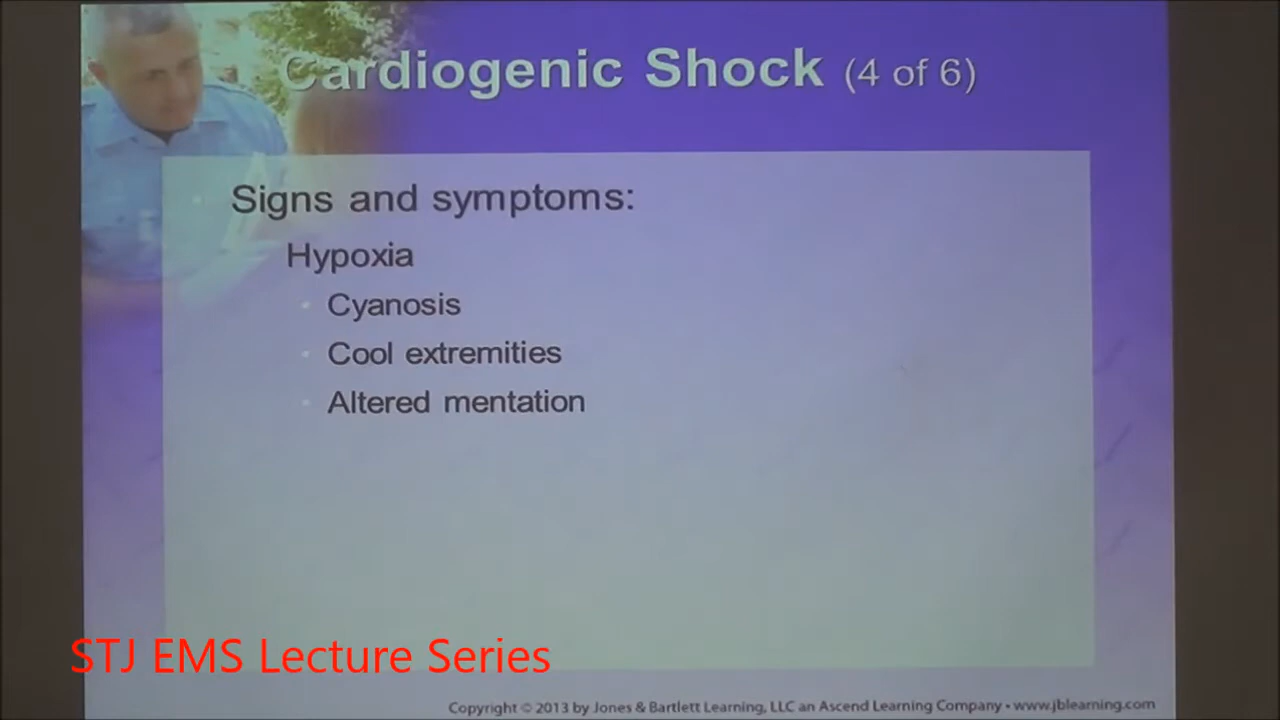 Cardiogenic Shock (4 of 6)
Signs and symptoms:
Hypoxia
Cyanosis
Cool extremities
Altered mentation
STJ EMS Lecture Series
Copyright © 2013 by Jones & Bartlett Learning, LLC an Ascend Learning Company • www.jblearning.com